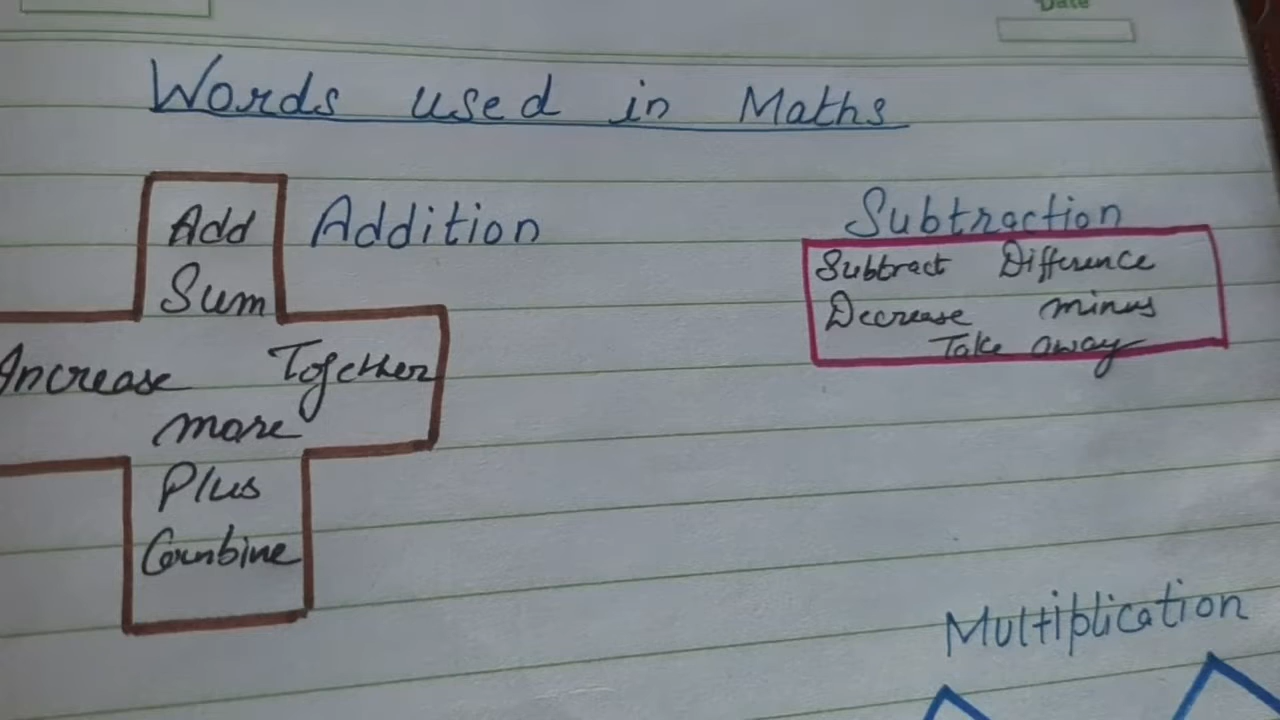 Date
Words used in Maths
Add
Sum
Increase Together
more
Plus
Combine
Addition
Subtraction
Subtract Difference
Decrease minus
Take away
Multiplication